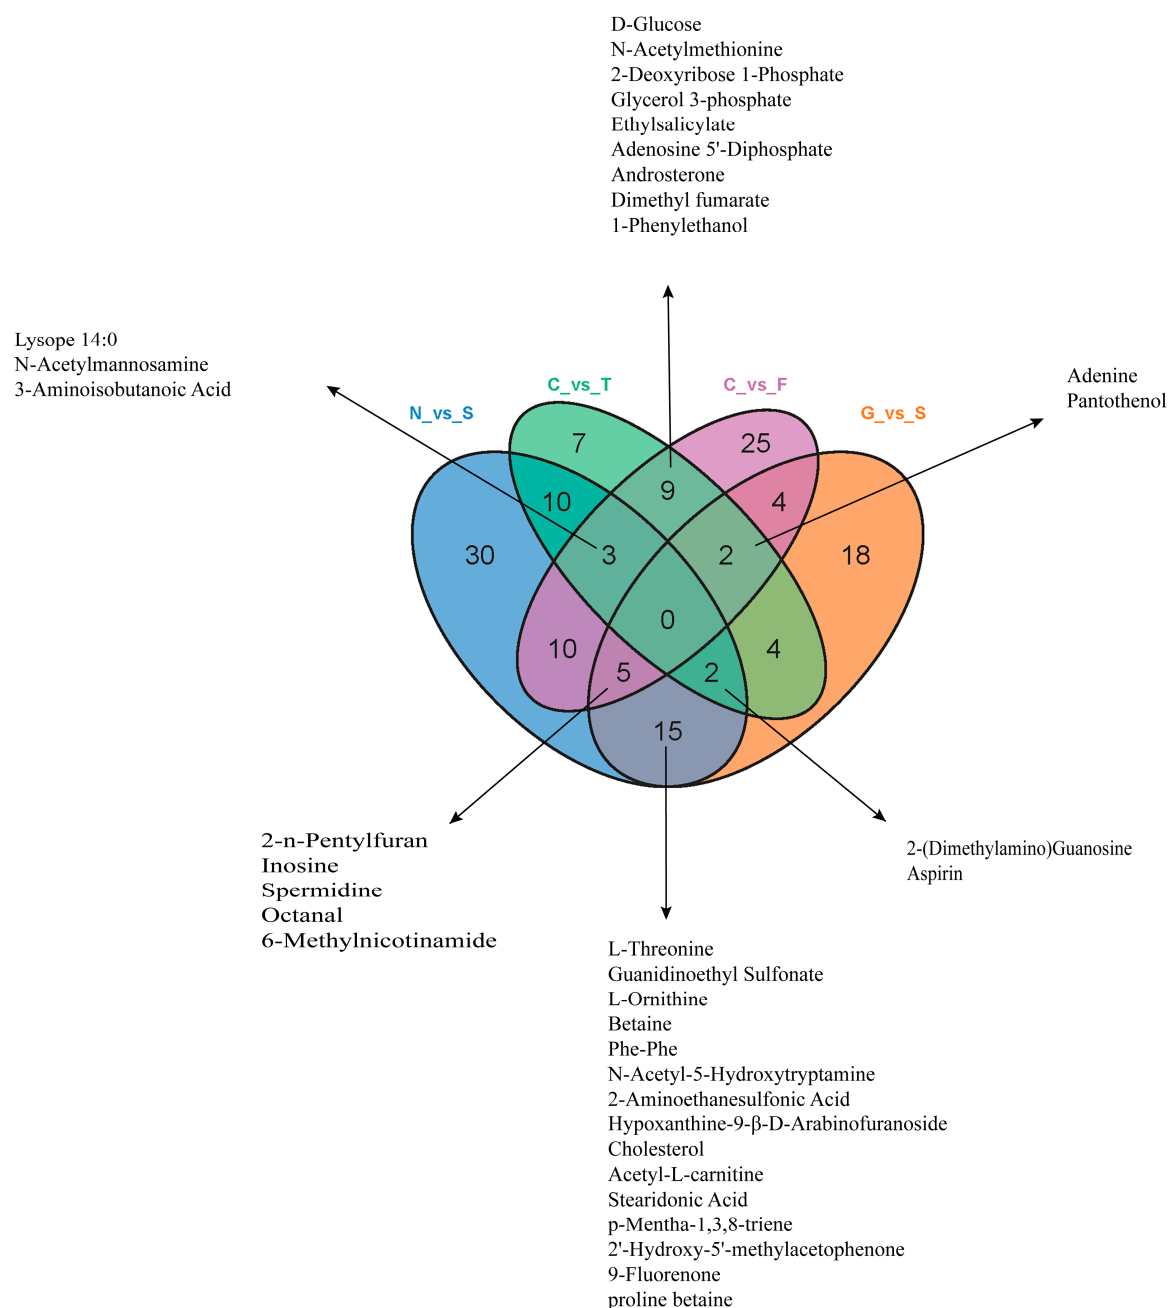 D-Glucose
N-Acetylmethionine
2-Deoxyribose 1-Phosphate
Glycerol 3-phosphate
Ethylsalicylate
Adenosine 5'-Diphosphate
Androsterone
Dimethyl fumarate
1-Phenylethanol
Lysope 14:0
N-Acetylmannosamine
3-Aminoisobutanoic Acid
Adenine
Pantothenol
N_vs_S
C_vs_T
C_vs_F
G_vs_S
7
25
10
9
4
30
3
2
18
0
10
5
2
4
15
2-n-Pentylfuran
Inosine
Spermidine
Octanal
6-Methylnicotinamide
2-(Dimethylamino)Guanosine
Aspirin
L-Threonine
Guanidinoethyl Sulfonate
L-Ornithine
Betaine
Phe-Phe
N-Acetyl-5-Hydroxytryptamine
2-Aminoethanesulfonic Acid
Hypoxanthine-9-β-D-Arabinofuranoside
Cholesterol
Acetyl-L-carnitine
Stearidonic Acid
p-Mentha-1,3,8-triene
2'-Hydroxy-5'-methylacetophenone
9-Fluorenone
proline betaine